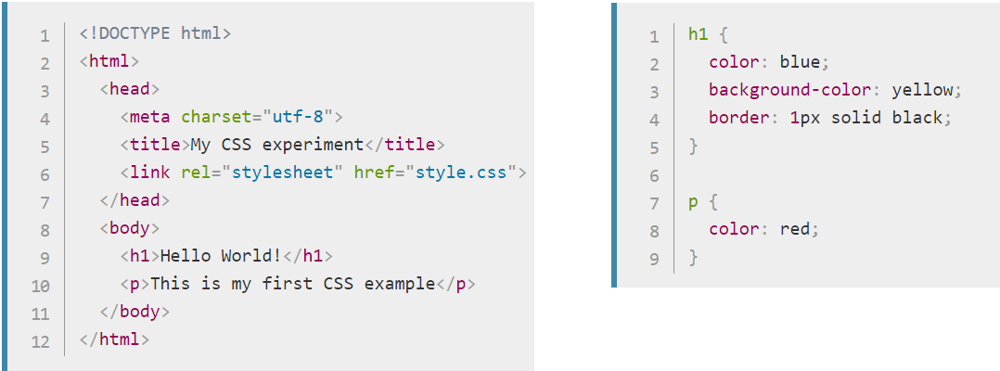 1 <!DOCTYPE html>
2 <html>
3   <head>
4     <meta charset="utf-8">
5     <title>My CSS experiment</title>
6     <link rel="stylesheet" href="style.css">
7   </head>
8   <body>
9     <h1>Hello World!</h1>
10     <p>This is my first CSS example</p>
11   </body>
12 </html>
1 h1 {
2   color: blue;
3   background-color: yellow;
4   border: 1px solid black;
5 }
6
7 p {
8   color: red;
9 }